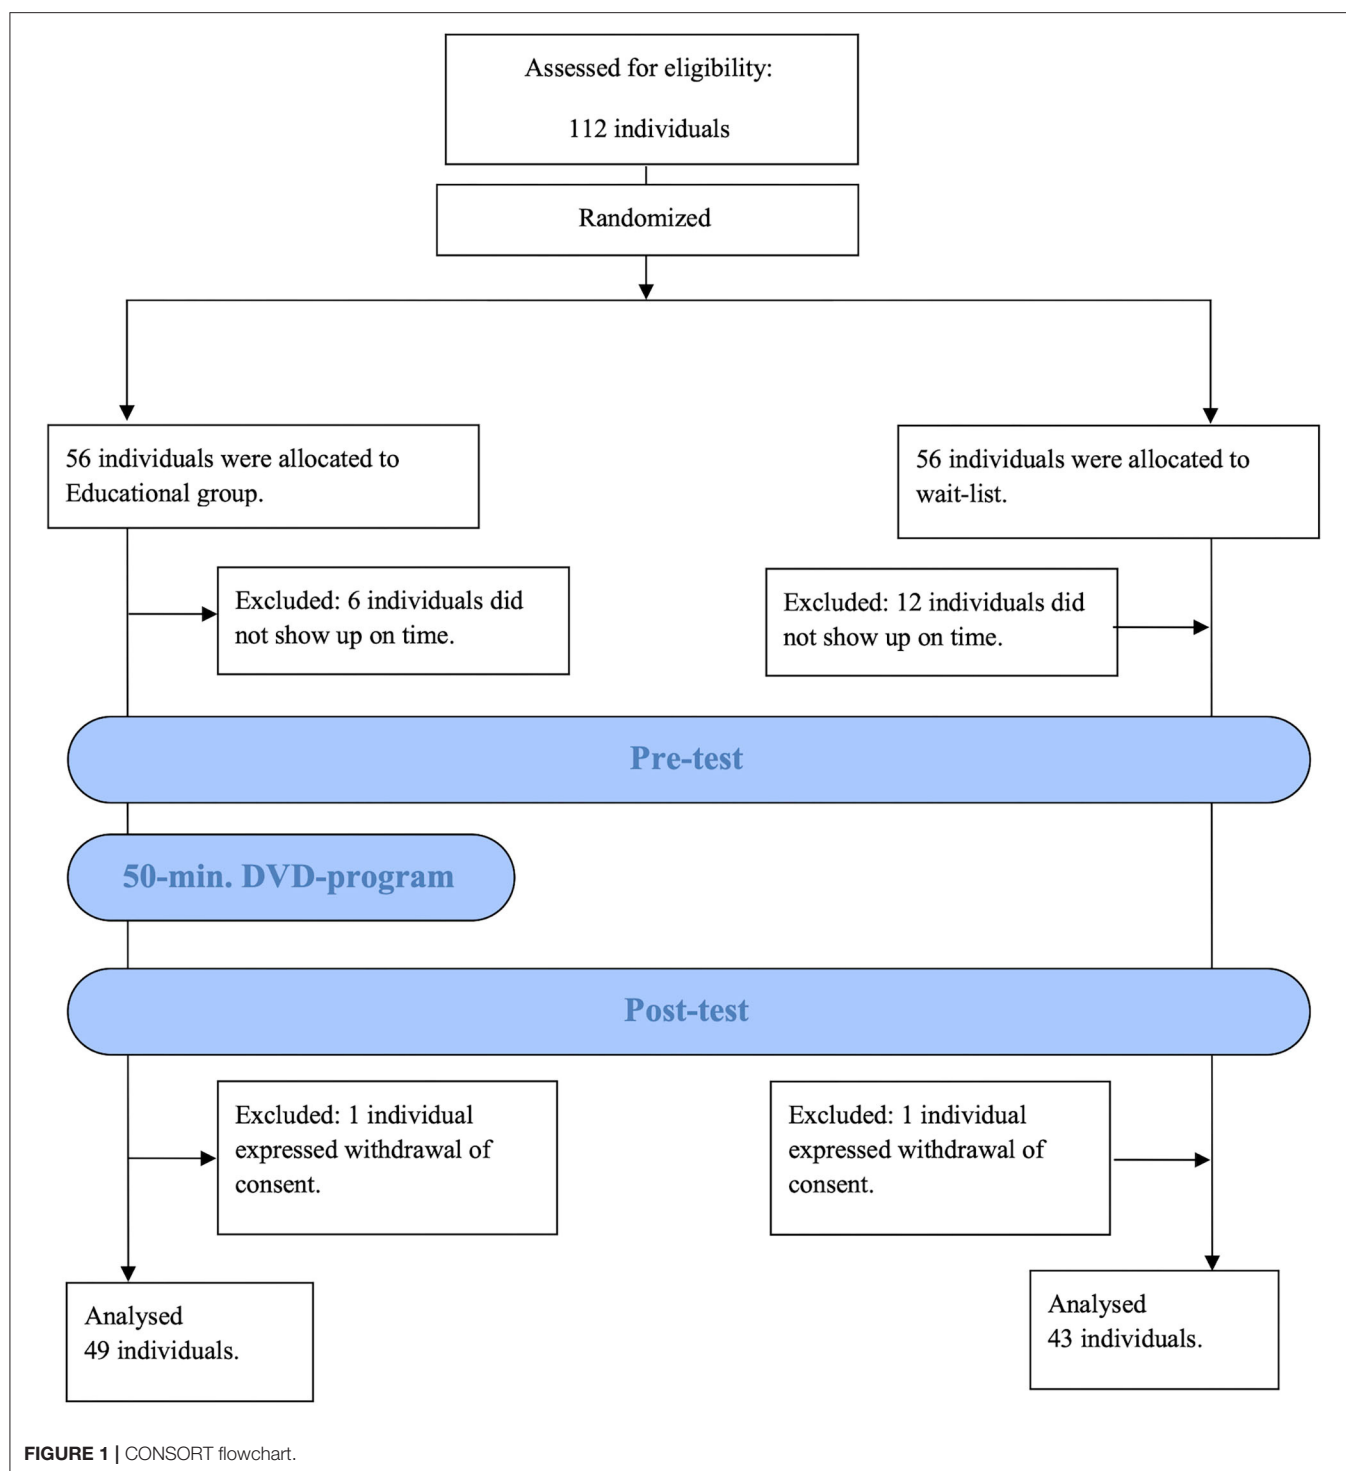 Assessed for eligibility:
112 individuals
Randomized
56 individuals were allocated to
Educational group.
56 individuals were allocated to
wait-list.
Excluded: 6 individuals did
not show up on time.
Excluded: 12 individuals did
not show up on time.
Pre-test
50-min. DVD-program
Post-test
Excluded: 1 individual
expressed withdrawal of
consent.
Excluded: 1 individual
expressed withdrawal of
consent.
Analysed
49 individuals.
Analysed
43 individuals.
FIGURE 1 | CONSORT flowchart.